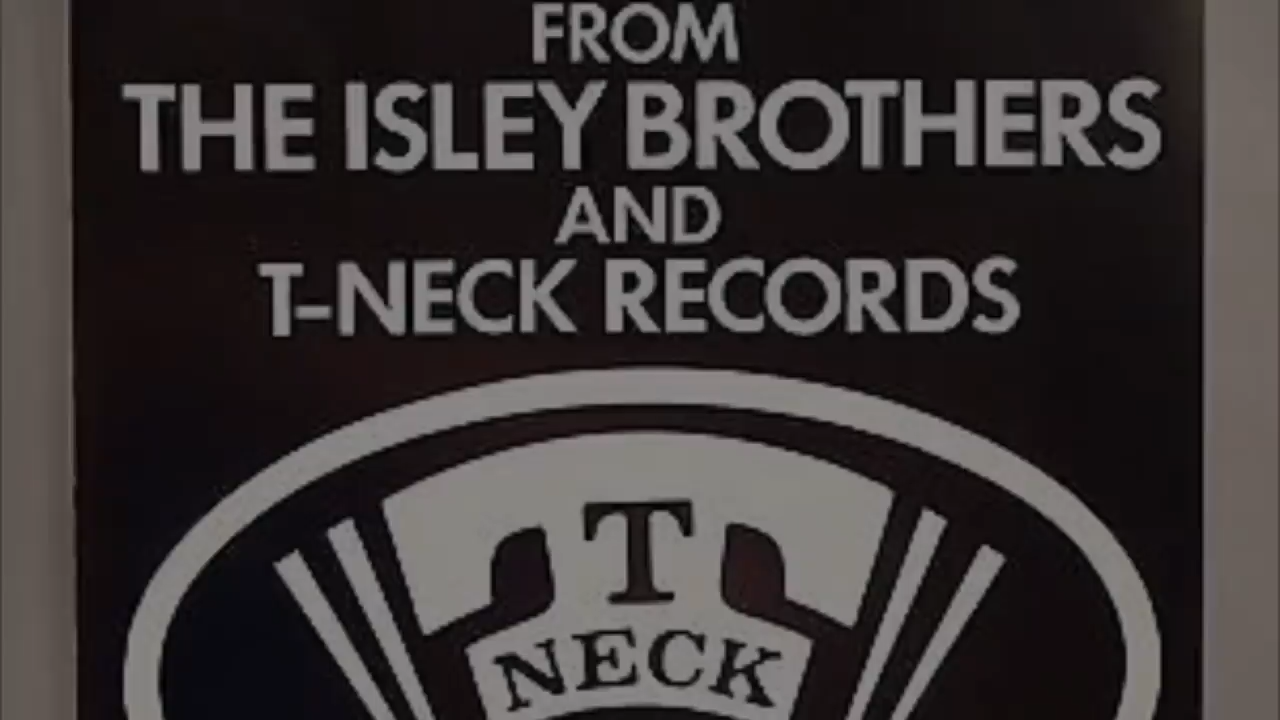 FROM
THE ISLEY BROTHERS
AND
T-NECK RECORDS
T
NECK